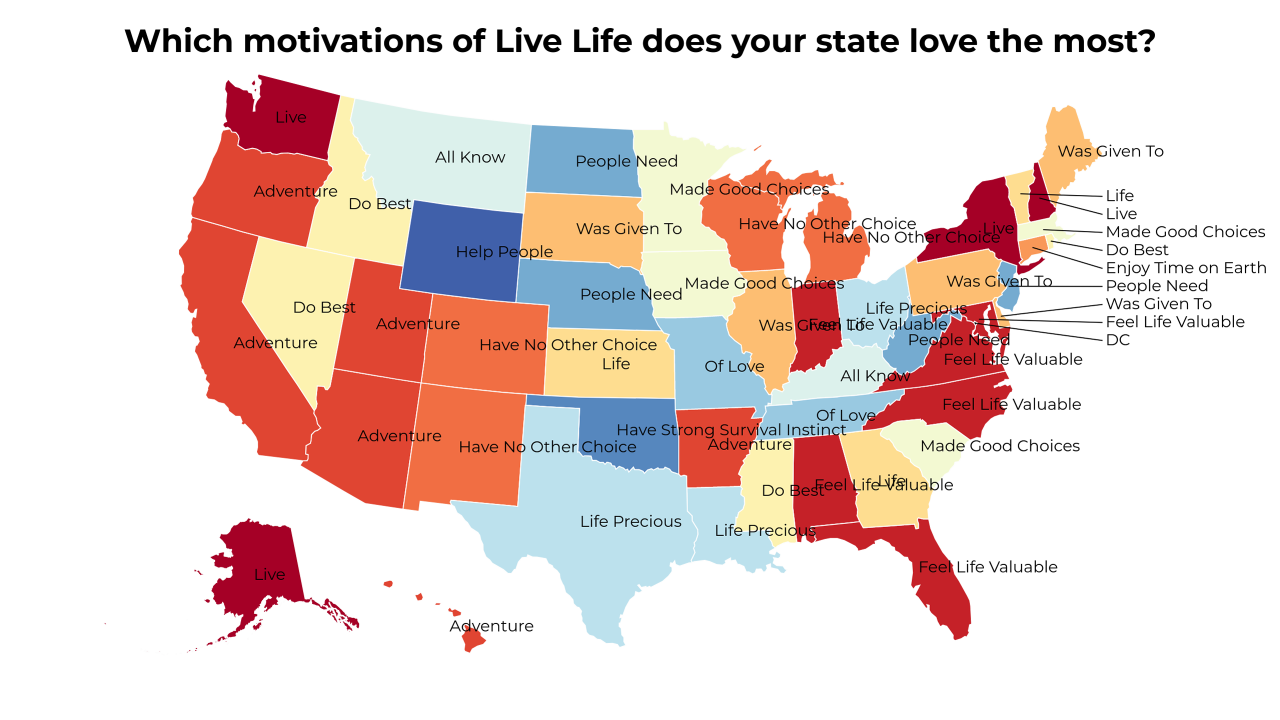 Which motivations of Live Life does your state love the most?
Live
All Know
People Need
Was Given To
Adventure
Made Good Choices
Life
Do Best
Live
Have No Other Choice
Was Given To
Live
Made Good Choices
Have No Other Choice
Help People
Do Best
Enjoy Time on Earth
Made Good Choices
Was Given To
People Need
People Need
Do Best
Life Precious
Was Given To
Adventure
Was Given To
Feel Life Valuable
Feel Life Valuable
Adventure
Have No Other Choice
People Need
DC
Life
Of Love
Feel Life Valuable
All Know
Feel Life Valuable
Of Love
Have Strong Survival Instinct
Adventure
Have No Other Choice
Adventure
Made Good Choices
Do Best
Feel Life Valuable
Life
Life Precious
Life Precious
Feel Life Valuable
Live
Adventure